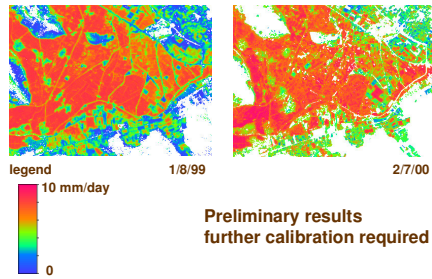 legend
1/8/99
2/7/00
10 mm/day
0
Preliminary results
further calibration required